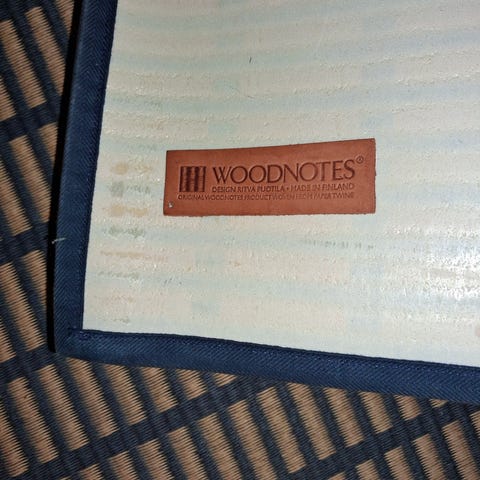 WOODNOTES®
DESIGN RITVA PUOTILA • MADE IN FINLAND
ORIGINAL WOODNOTES PRODUCT WOVEN FROM PAPER TWINE